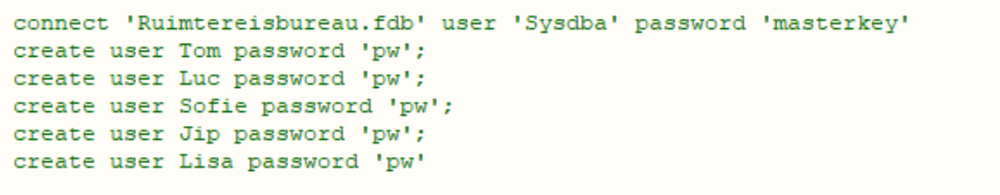 connect 'Ruimtereisbureau.fdb' user 'Sysdba' password 'masterkey'
create user Tom password 'pw';
create user Luc password 'pw';
create user Sofie password 'pw';
create user Jip password 'pw';
create user Lisa password 'pw'